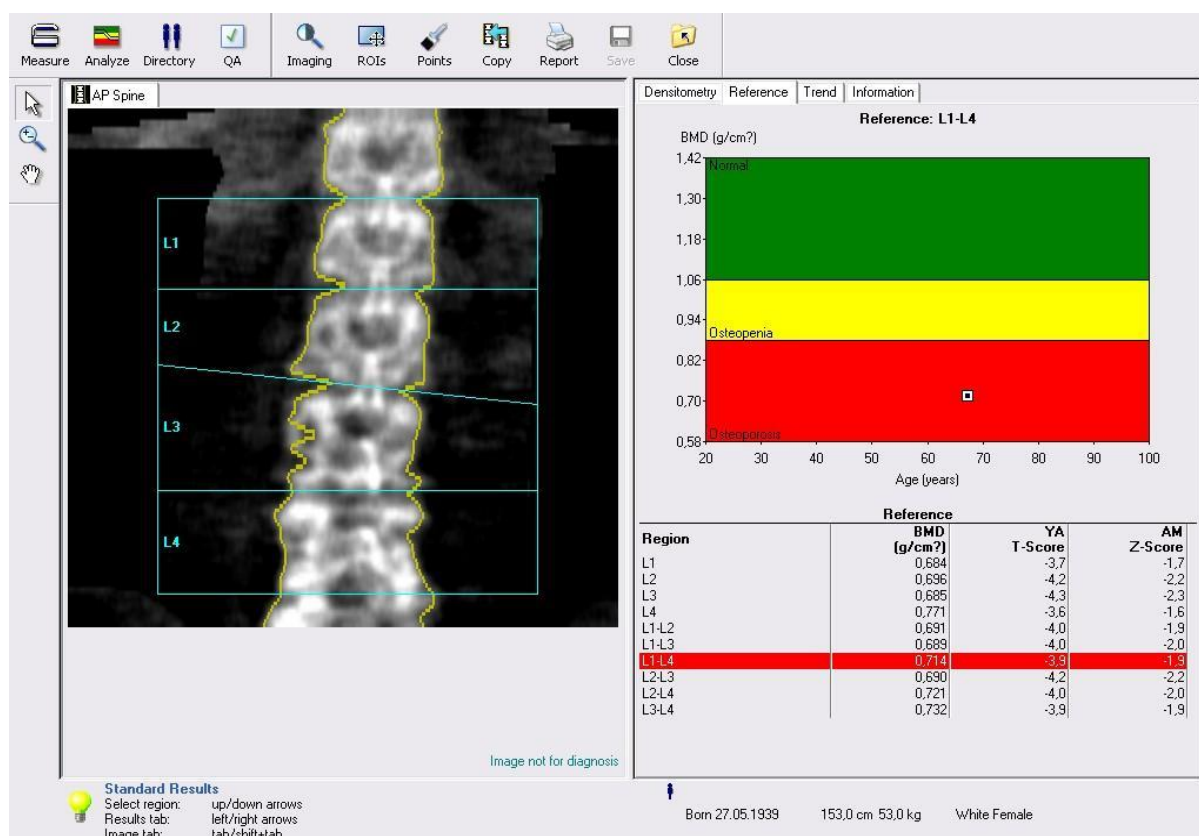 Measure Analyze Directory QA Imaging ROIs Points Copy Report Save Close
AP Spine
L1
L2
L3
L4
Image not for diagnosis
Densitometry Reference Trend Information
Reference: L1-L4
BMD (g/cm?)
1,42
1,30
1,18
1,06
0,94
0,82
0,70
0,58
Normal
Osteopenia
Osteoporosis
20 30 40 50 60 70 80 90 100
Age (years)
Reference
Region BMD (g/cm?) YA T-Score AM Z-Score
L1 0,684 -3,7 -1,7
L2 0,696 -4,2 -2,2
L3 0,685 -4,3 -2,3
L4 0,771 -3,6 -1,6
L1-L2 0,691 -4,0 -1,9
L1-L3 0,689 -4,0 -2,0
L1-L4 0,714 -3,9 -1,9
L2-L3 0,690 -4,2 -2,2
L2-L4 0,721 -4,0 -2,0
L3-L4 0,732 -3,9 -1,9
Standard Results
Select region: up/down arrows
Results tab: left/right arrows
Image tab: tab/shift+tab
Born 27.05.1939 153,0 cm 53,0 kg White Female